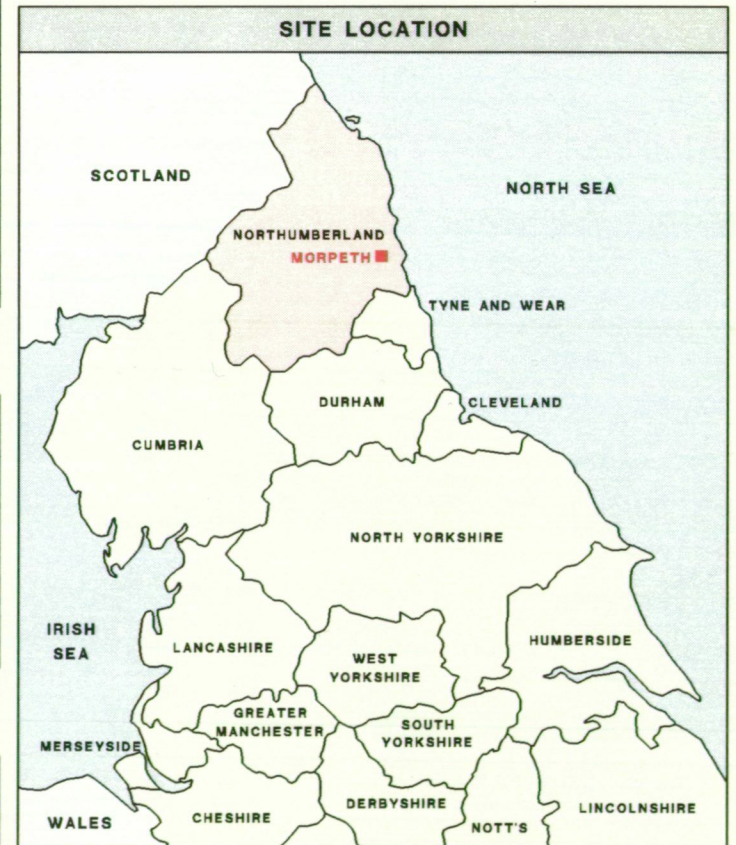 SITE LOCATION
SCOTLAND
NORTH SEA
NORTHUMBERLAND
MORPETH
TYNE AND WEAR
DURHAM
CLEVELAND
CUMBRIA
NORTH YORKSHIRE
IRISH
SEA
LANCASHIRE
WEST
YORKSHIRE
HUMBERSIDE
GREATER
MANCHESTER
SOUTH
YORKSHIRE
MERSEYSIDE
DERBYSHIRE
LINCOLNSHIRE
WALES
CHESHIRE
NOTT'S